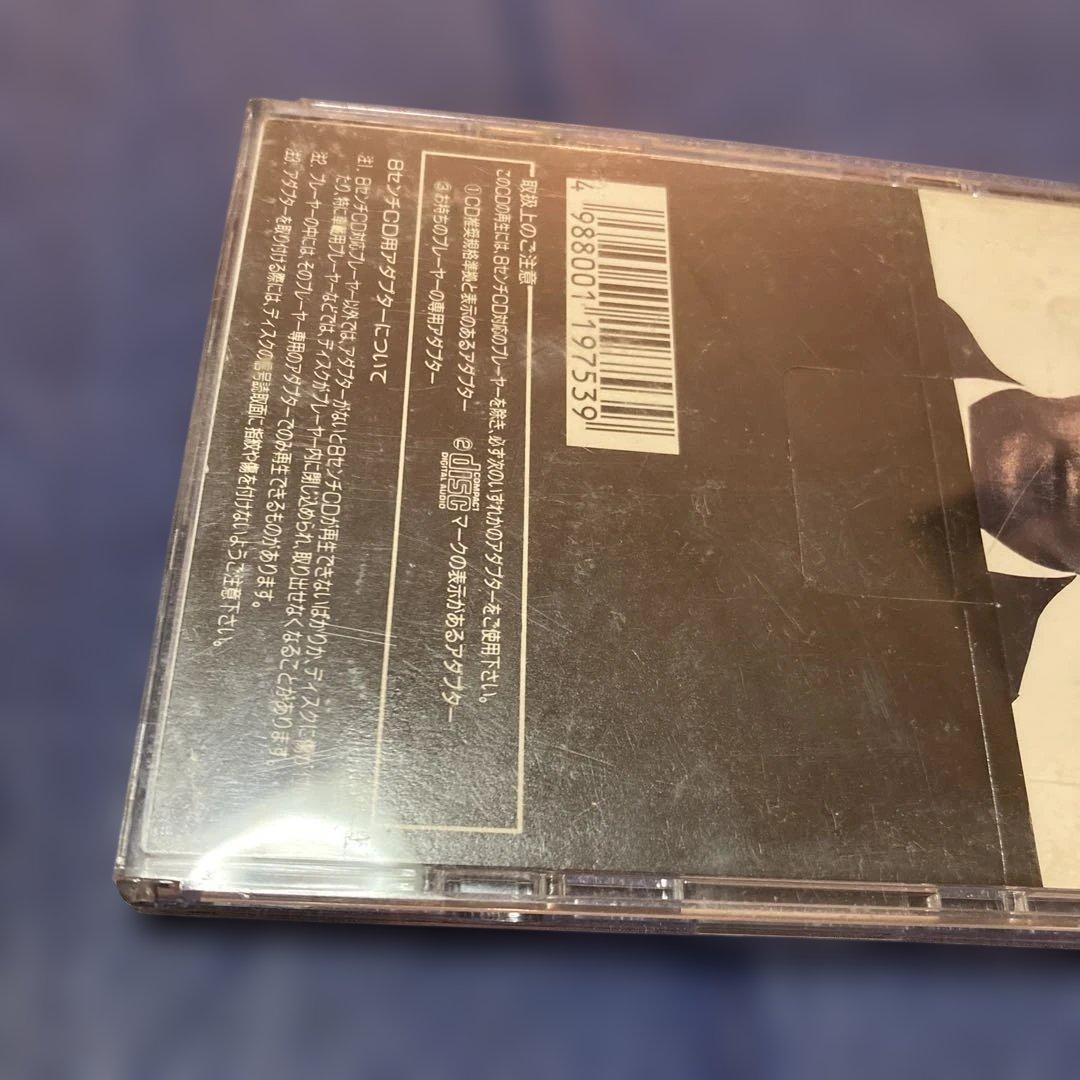 4 988001 197539
取扱上のご注意
このCDの再生には、8センチCD対応のプレーヤーを除き、必ず次のいずれかのアダプターをご使用下さい。
①CD推奨規格準拠と表示のあるアダプター ② COMPACT disc DIGITAL AUDIO マークの表示があるアダプター
③お持ちのプレーヤーの専用アダプター
8センチCD用アダプターについて
注1. 8センチCD対応プレーヤー以外では、アダプターがないと8センチCDが再生できないばかりか、ディスクに傷が
たり、特に車載用プレーヤーなどでは、ディスクがプレーヤー内に閉じ込められ、取り出せなくなることがあります。
注2. プレーヤーの中には、そのプレーヤー専用のアダプターでのみ再生できるものがあります。
注3. アダプターを取り付ける際には、ディスクの信号読取面に指紋や傷を付けないようご注意下さい。